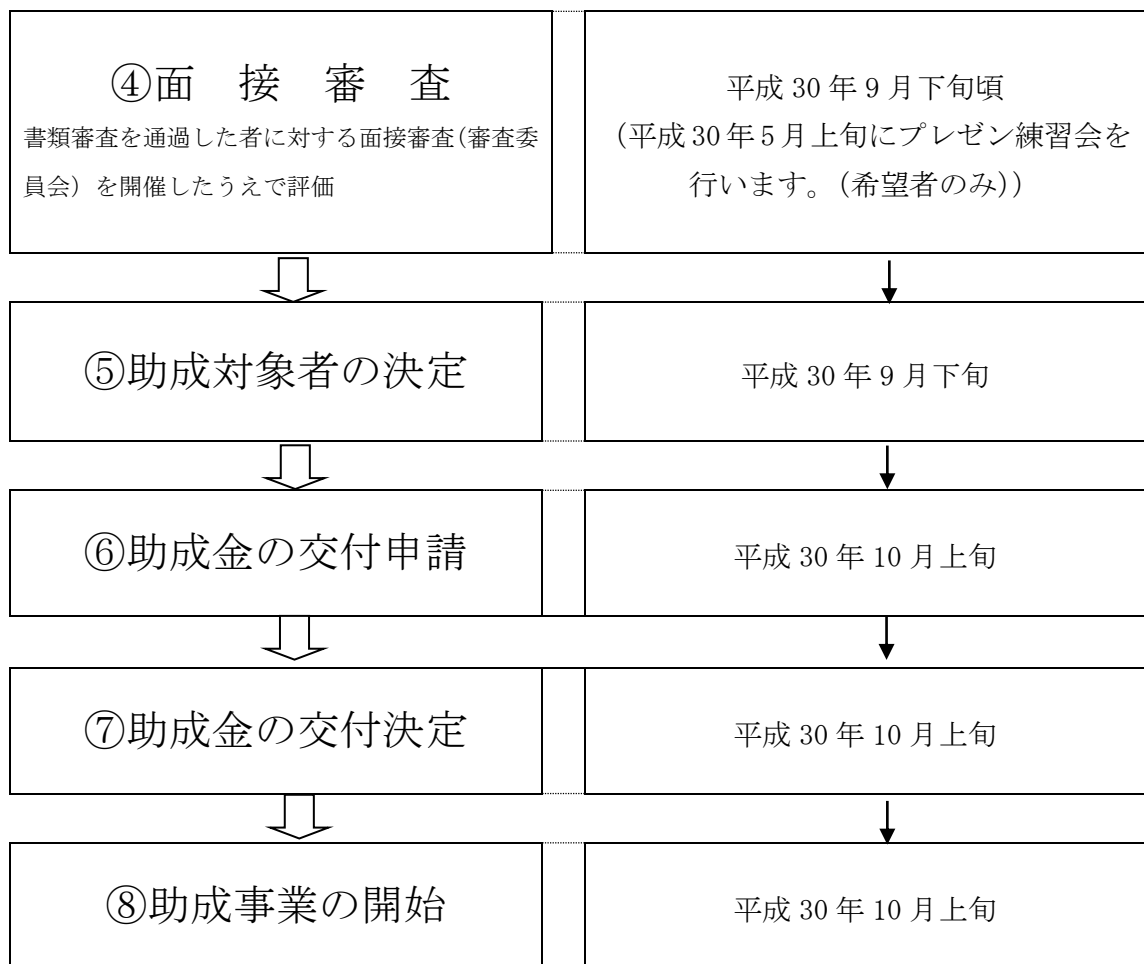 ④面　接　審　査
書類審査を通過した者に対する面接審査(審査委
員会）を開催したうえで評価
平成 30 年 9 月下旬頃
(平成 30 年 5 月上旬にプレゼン練習会を
行います。（希望者のみ））
⑤助成対象者の決定
平成 30 年 9 月下旬
⑥助成金の交付申請
平成 30 年 10 月上旬
⑦助成金の交付決定
平成 30 年 10 月上旬
⑧助成事業の開始
平成 30 年 10 月上旬